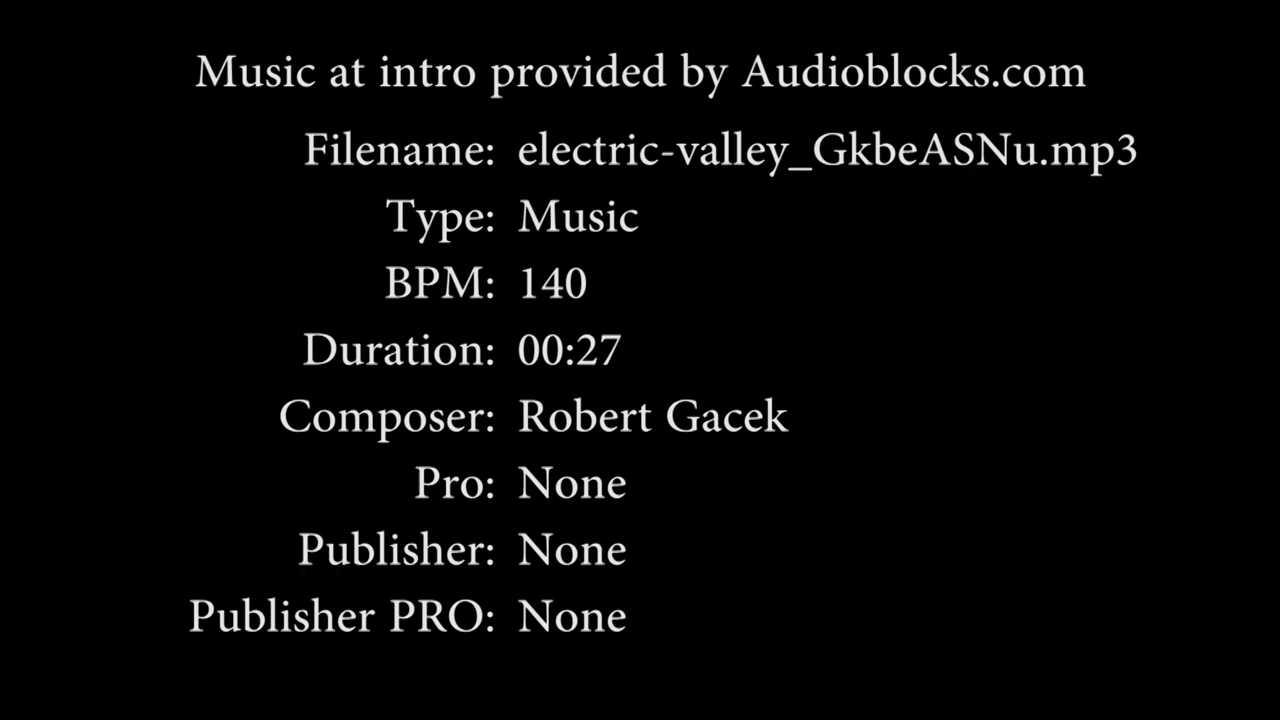 Music at intro provided by Audioblocks.com
Filename: electric-valley_GkbeASNu.mp3
Type: Music
BPM: 140
Duration: 00:27
Composer: Robert Gacek
Pro: None
Publisher: None
Publisher PRO: None